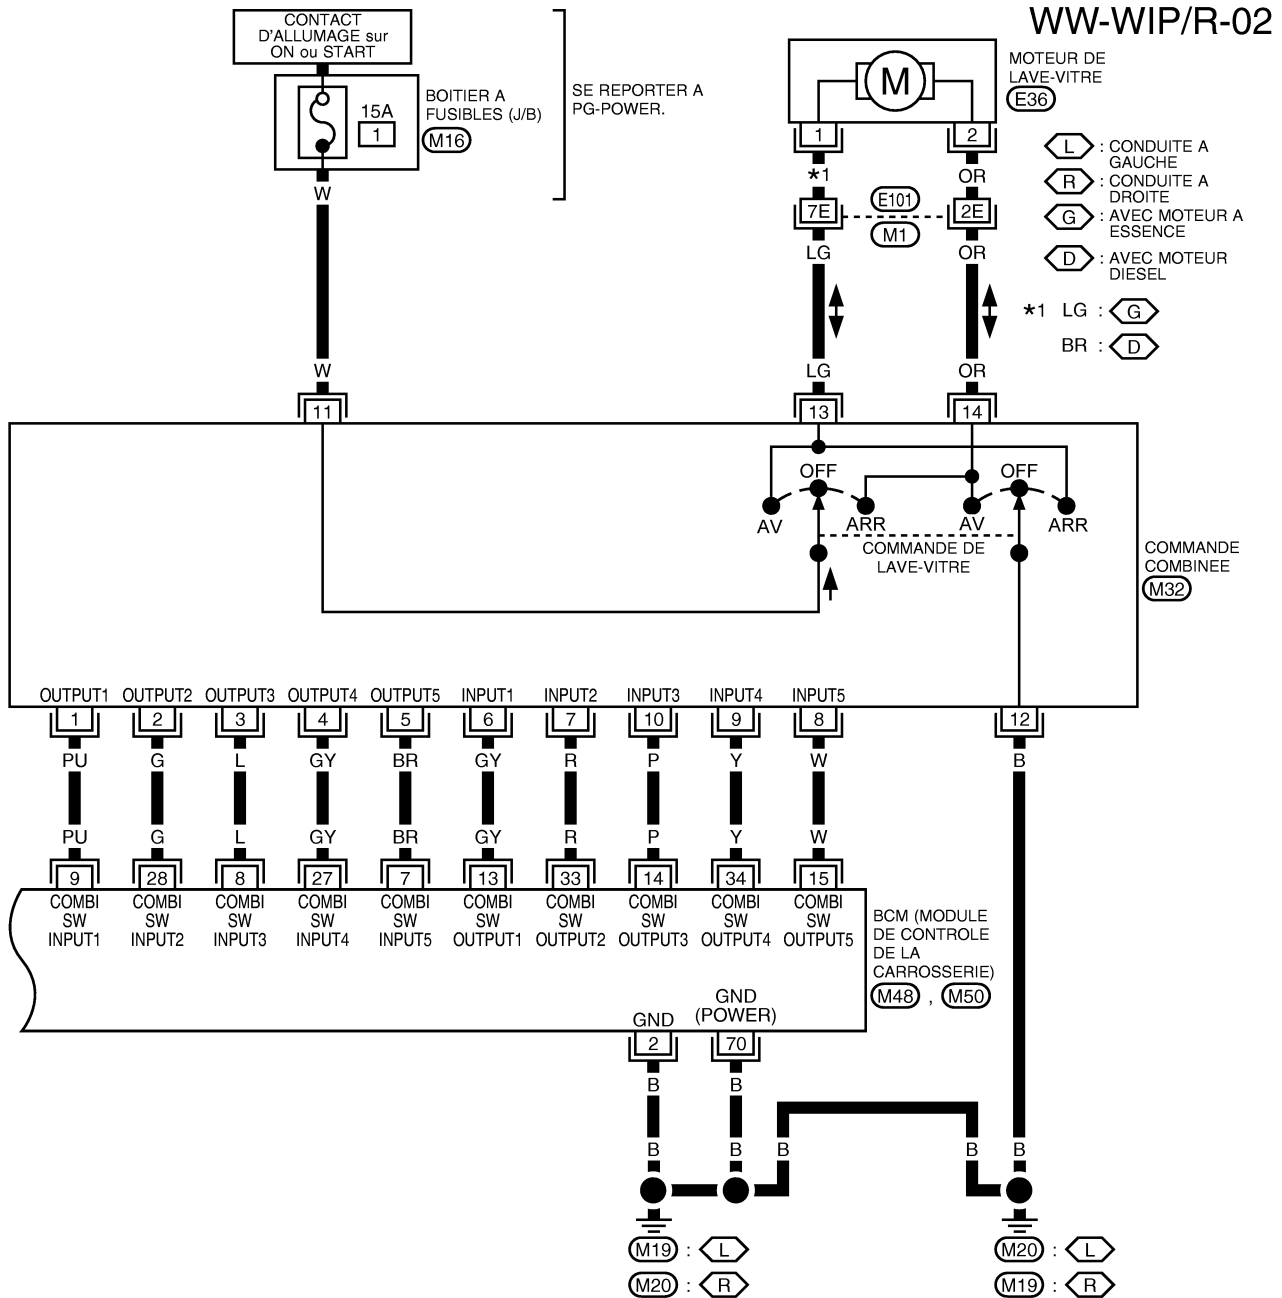 WW-WIP/R-02
CONTACT
D'ALLUMAGE sur
ON ou START
15A
1
BOITIER A
FUSIBLES (J/B)
M16
SE REPORTER A
PG-POWER.
W
W
M
MOTEUR DE
LAVE-VITRE
E36
1
2
*1
OR
7E
E101
M1
2E
LG
OR
LG
OR
L : CONDUITE A
GAUCHE
R : CONDUITE A
DROITE
G : AVEC MOTEUR A
ESSENCE
D : AVEC MOTEUR
DIESEL
*1 LG : G
BR : D
11
13
14
OFF
OFF
AV
ARR
AV
ARR
COMMANDE DE
LAVE-VITRE
COMMANDE
COMBINEE
M32
OUTPUT1 OUTPUT2 OUTPUT3 OUTPUT4 OUTPUT5 INPUT1 INPUT2 INPUT3 INPUT4 INPUT5
1 2 3 4 5 6 7 10 9 8 12
PU G L GY BR GY R P Y W B
PU G L GY BR GY R P Y W
9 28 8 27 7 13 33 14 34 15
COMBI COMBI COMBI COMBI COMBI COMBI COMBI COMBI COMBI COMBI
SW SW SW SW SW SW SW SW SW SW
INPUT1 INPUT2 INPUT3 INPUT4 INPUT5 OUTPUT1 OUTPUT2 OUTPUT3 OUTPUT4 OUTPUT5
BCM (MODULE
DE CONTROLE
DE LA
CARROSSERIE)
M48 , M50
GND
GND
(POWER)
2 70
B B
B B B B B
M19 : L
M20 : R
M20 : L
M19 : R